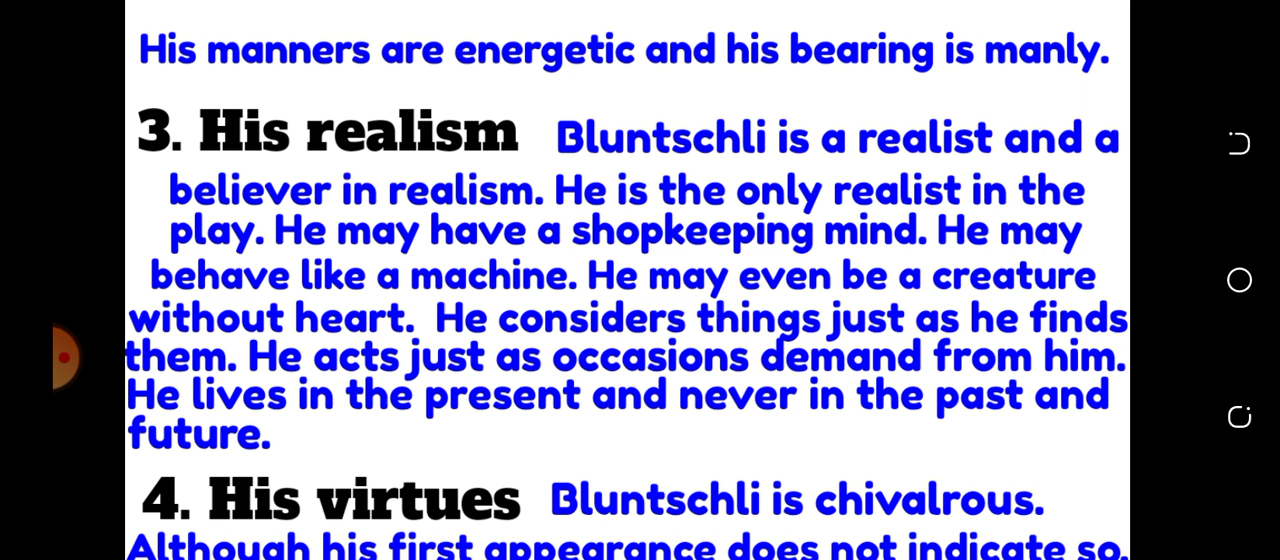 His manners are energetic and his bearing is manly.
3. His realism Bluntschli is a realist and a
believer in realism. He is the only realist in the
play. He may have a shopkeeping mind. He may
behave like a machine. He may even be a creature
without heart. He considers things just as he finds
them. He acts just as occasions demand from him.
He lives in the present and never in the past and
future.
4. His virtues Bluntschli is chivalrous.
Although his first appearance does not indicate so.